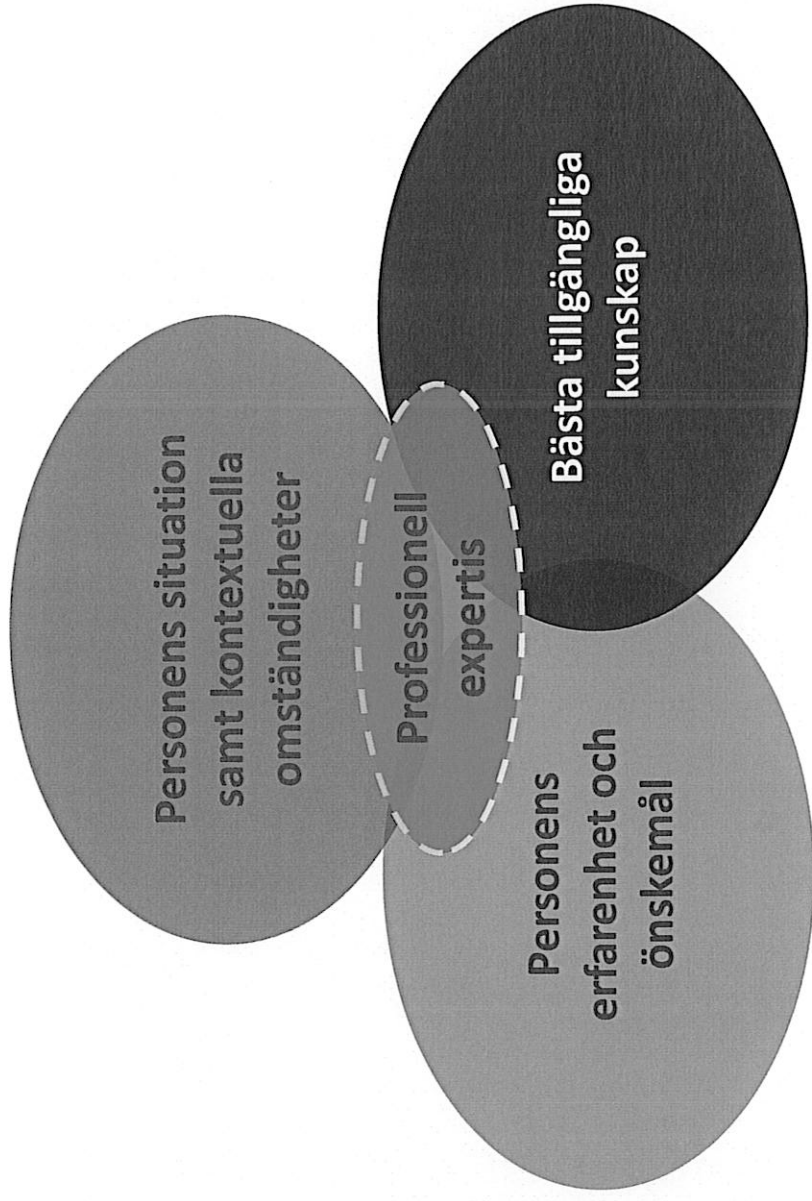 Personens situation
samt kontextuella
omständigheter
Professionell
expertis
Personens
erfarenhet och
önskemål
Bästa tillgängliga
kunskap